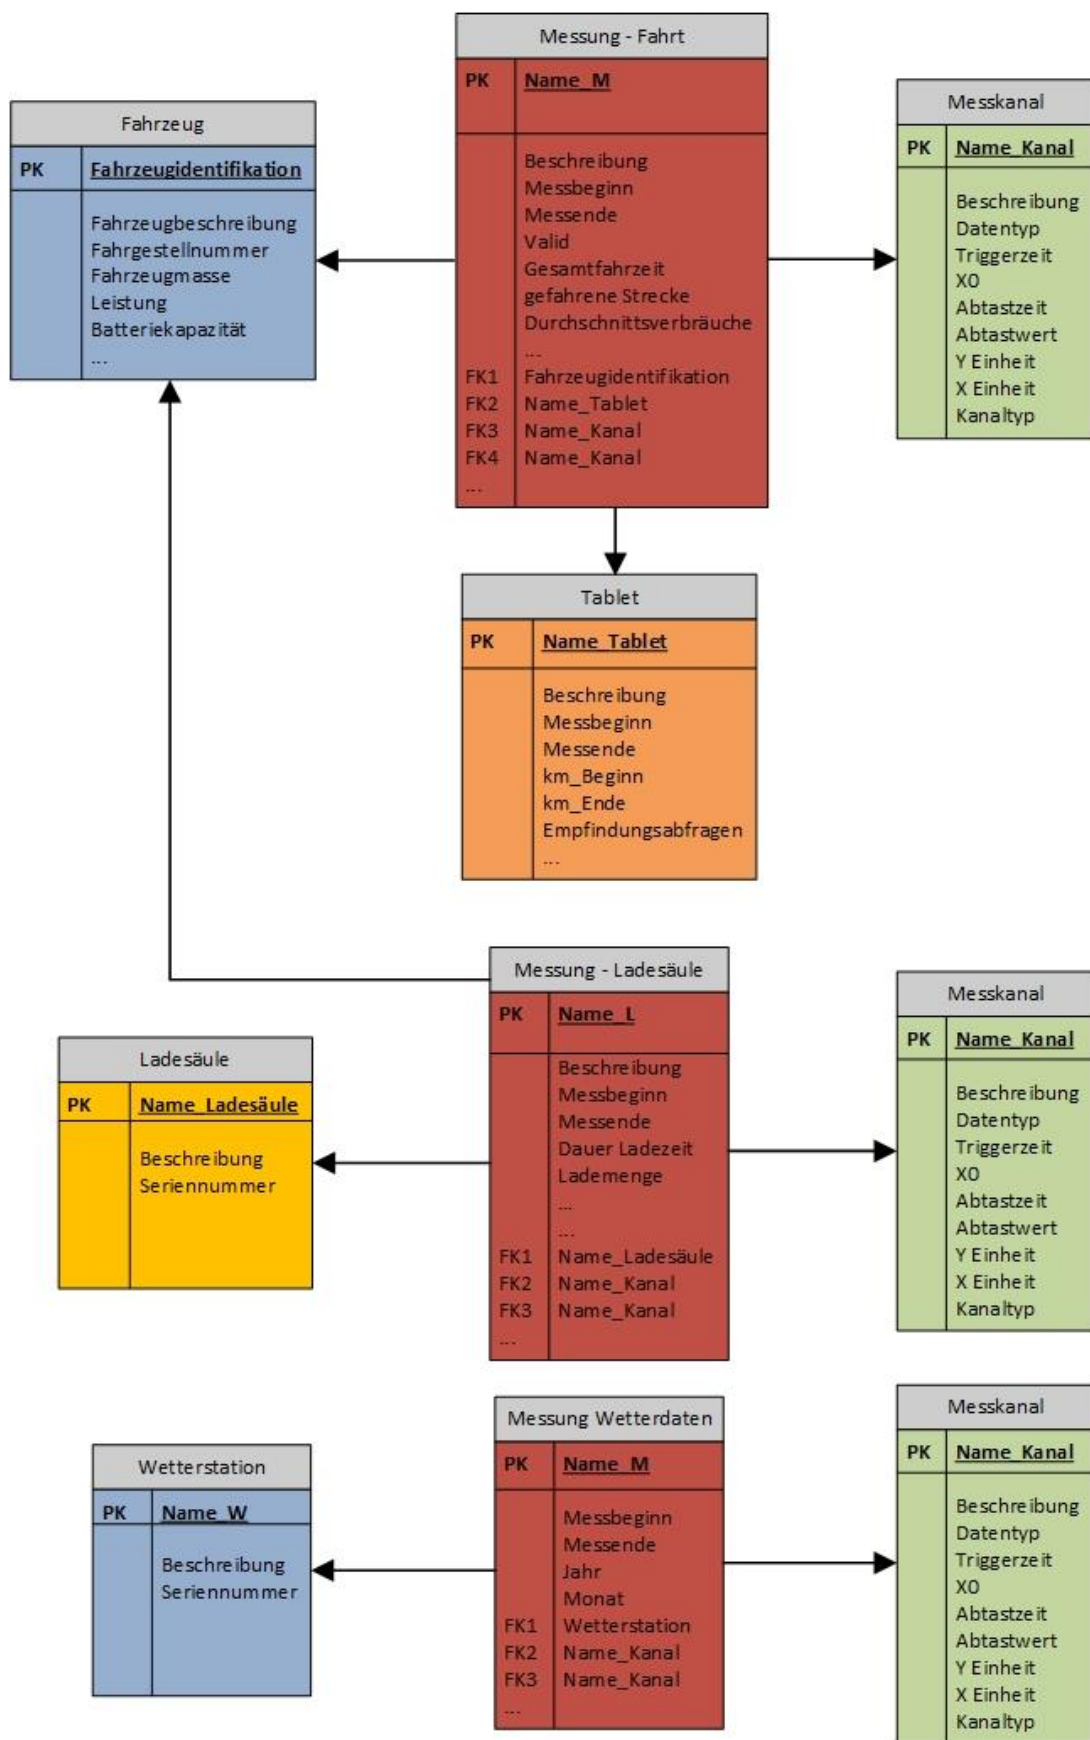 Messung - Fahrt
PK Name_M
Beschreibung
Messbeginn
Messende
Valid
Gesamtfahrzeit
gefahrene Strecke
Durchschnittsverbräuche
...
FK1 Fahrzeugidentifikation
FK2 Name_Tablet
FK3 Name_Kanal
FK4 Name_Kanal
...
Fahrzeug
PK Fahrzeugidentifikation
Fahrzeugbeschreibung
Fahrgestellnummer
Fahrzeugmasse
Leistung
Batteriekapazität
...
Messkanal
PK Name_Kanal
Beschreibung
Datentyp
Triggerzeit
X0
Abtastzeit
Abtastwert
Y Einheit
X Einheit
Kanaltyp
Tablet
PK Name_Tablet
Beschreibung
Messbeginn
Messende
km_Beginn
km_Ende
Empfindungsabfragen
...
Messung - Ladesäule
PK Name_L
Beschreibung
Messbeginn
Messende
Dauer Ladezeit
Lademenge
...
...
FK1 Name_Ladesäule
FK2 Name_Kanal
FK3 Name_Kanal
...
Ladesäule
PK Name_Ladesäule
Beschreibung
Seriennummer
Messkanal
PK Name_Kanal
Beschreibung
Datentyp
Triggerzeit
X0
Abtastzeit
Abtastwert
Y Einheit
X Einheit
Kanaltyp
Messung Wetterdaten
PK Name_M
Messbeginn
Messende
Jahr
Monat
FK1 Wetterstation
FK2 Name_Kanal
FK3 Name_Kanal
...
Wetterstation
PK Name_W
Beschreibung
Seriennummer
Messkanal
PK Name_Kanal
Beschreibung
Datentyp
Triggerzeit
X0
Abtastzeit
Abtastwert
Y Einheit
X Einheit
Kanaltyp